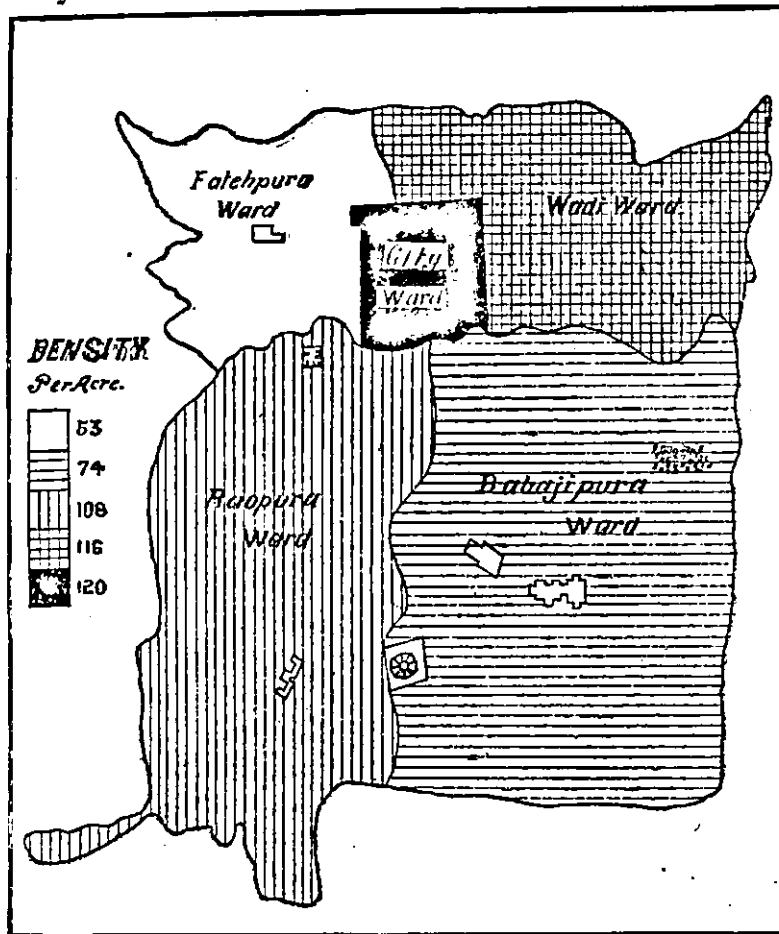 Fatehpura
Ward
Wadi Ward
City
Ward
DENSITY
Per Acre.
53
74
108
116
120
Raopura
Ward
Babajipura
Ward